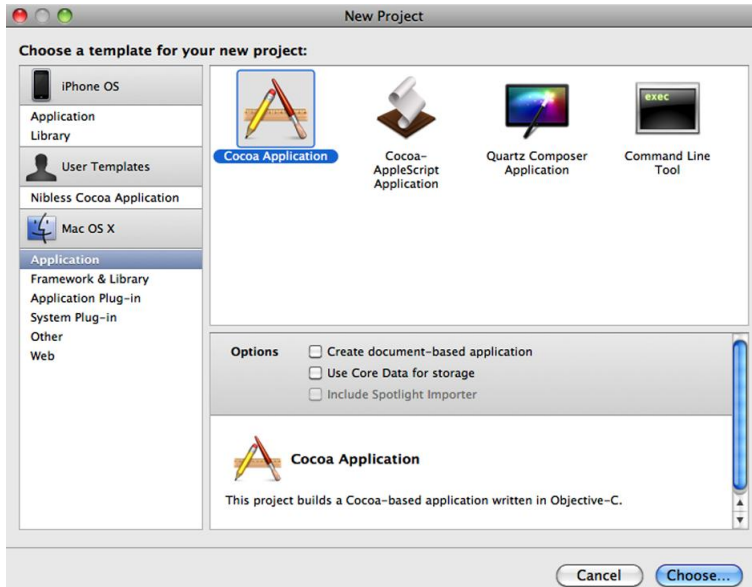 New Project
Choose a template for your new project:
iPhone OS
Application
Library
User Templates
Nibless Cocoa Application
Mac OS X
Application
Framework & Library
Application Plug-in
System Plug-in
Other
Web
Cocoa Application
Cocoa-
AppleScript
Application
Quartz Composer
Application
exec
Command Line
Tool
Options
Create document-based application
Use Core Data for storage
Include Spotlight Importer
Cocoa Application
This project builds a Cocoa-based application written in Objective-C.
Cancel
Choose...